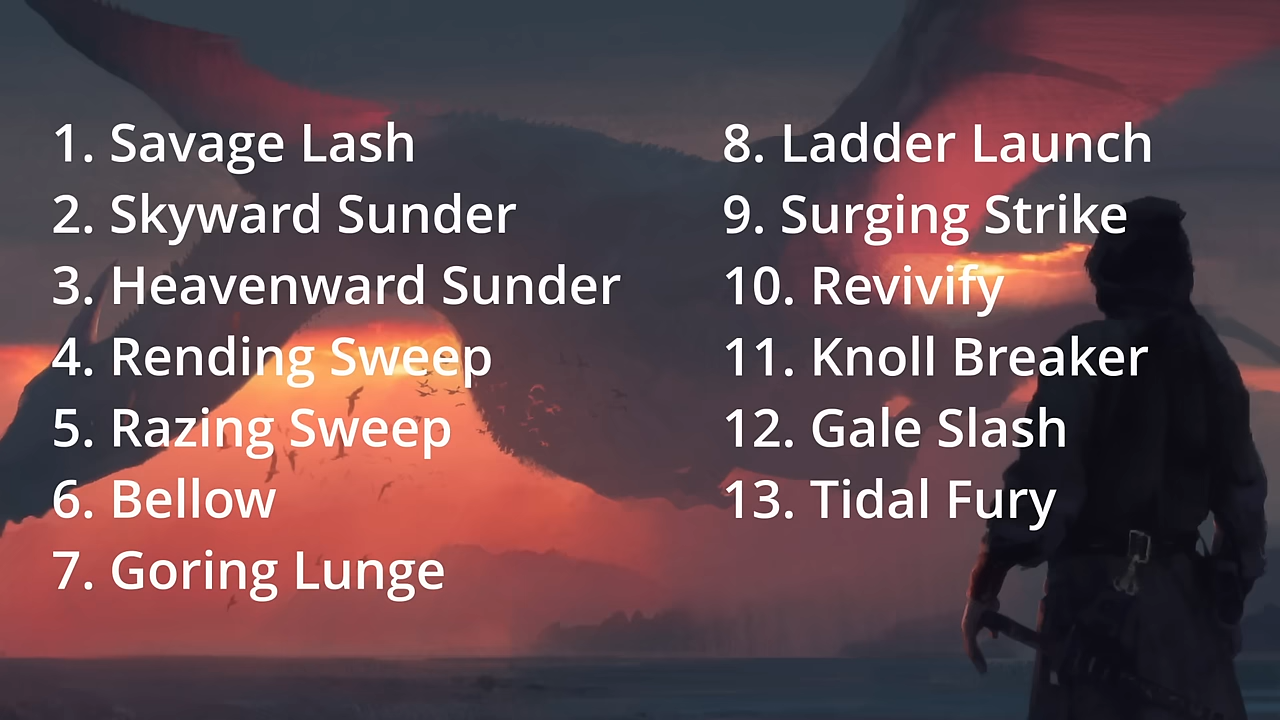 1. Savage Lash
2. Skyward Sunder
3. Heavenward Sunder
4. Rending Sweep
5. Razing Sweep
6. Bellow
7. Goring Lunge
8. Ladder Launch
9. Surging Strike
10. Revivify
11. Knoll Breaker
12. Gale Slash
13. Tidal Fury